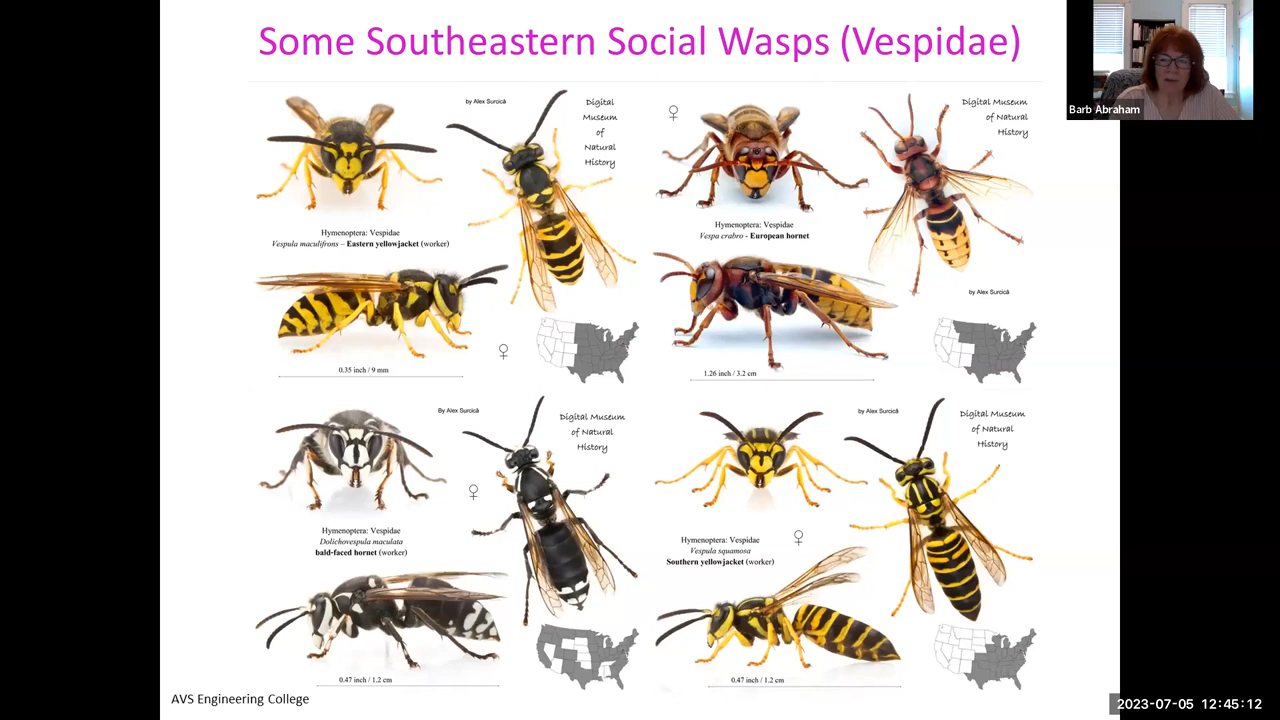 Some Southeastern Social Wasps (Vespidae)
Barb Abraham
by Alex Surcică
Digital
Museum
of
Natural
History
Hymenoptera: Vespidae
Vespula maculifrons – Eastern yellowjacket (worker)
♀
0.35 inch / 9 mm
♀
Digital Museum
of Natural
History
Hymenoptera: Vespidae
Vespa crabro - European hornet
by Alex Surcică
1.26 inch / 3.2 cm
By Alex Surcică
Digital Museum
of Natural
History
♀
Hymenoptera: Vespidae
Dolichovespula maculata
bald-faced hornet (worker)
0.47 inch / 1.2 cm
by Alex Surcică
Digital Museum
of Natural
History
Hymenoptera: Vespidae
♀
Vespula squamosa
Southern yellowjacket (worker)
0.47 inch / 1.2 cm
AVS Engineering College
2023-07-05 12:45:12